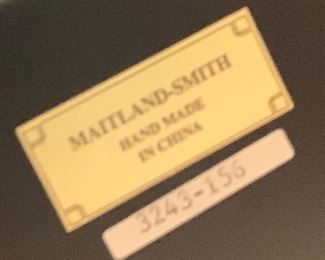 MAITLAND-SMITH
HAND MADE
IN CHINA
3243-156